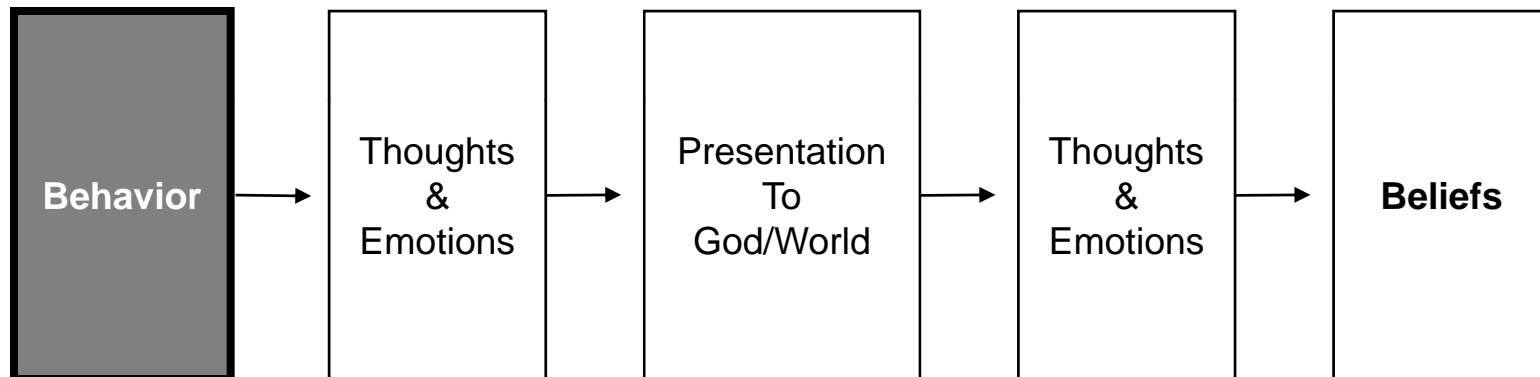 Behavior
Thoughts
&
Emotions
Presentation
To
God/World
Thoughts
&
Emotions
Beliefs